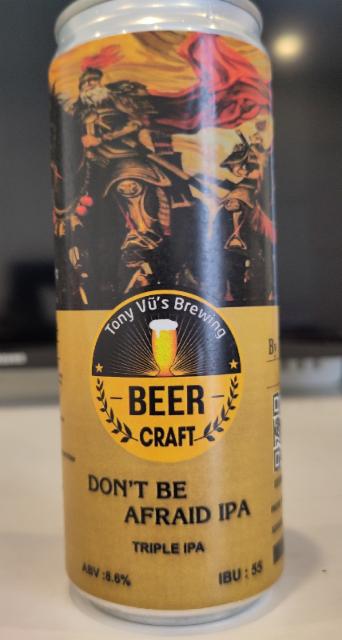 Tony Vũ's Brewing
BEER
CRAFT
DON'T BE
AFRAID IPA
TRIPLE IPA
ABV :8.6%
IBU : 55